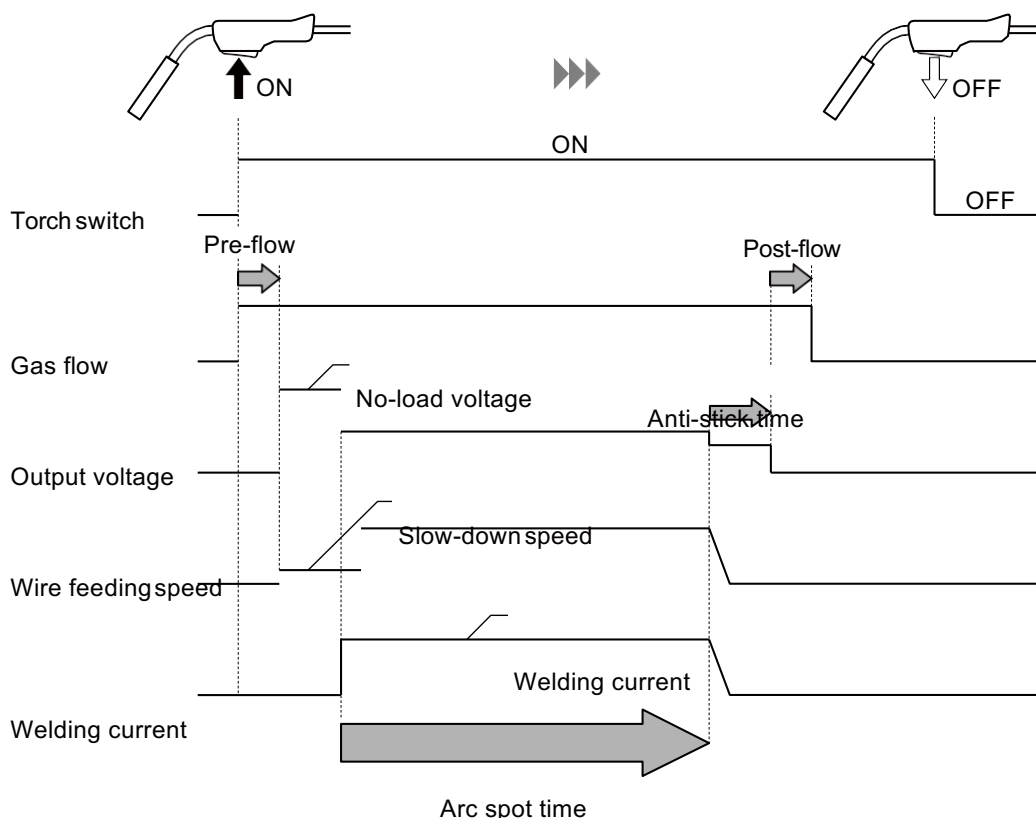 ON
OFF
ON
OFF
Torch switch
Pre-flow
Post-flow
Gas flow
No-load voltage
Anti-stick time
Output voltage
Slow-down speed
Wire feeding speed
Welding current
Welding current
Arc spot time